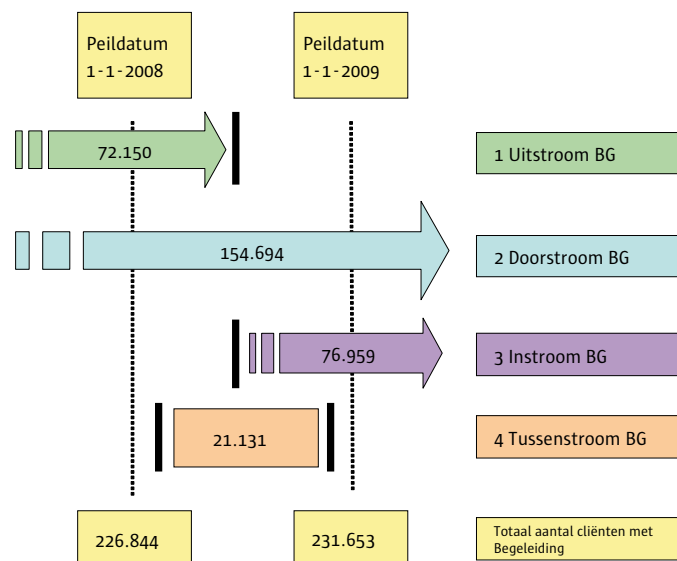 Peildatum
1-1-2008
Peildatum
1-1-2009
72.150
1 Uitstroom BG
154.694
2 Doorstroom BG
76.959
3 Instroom BG
21.131
4 Tussenstroom BG
226.844
231.653
Totaal aantal cliënten met
Begeleiding